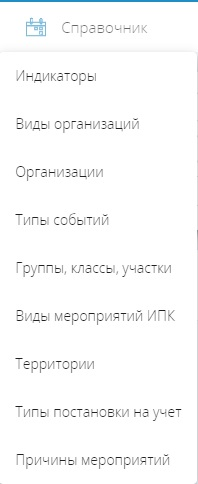 Справочник
Индикаторы
Виды организаций
Организации
Типы событий
Группы, классы, участки
Виды мероприятий ИПК
Территории
Типы постановки на учет
Причины мероприятий